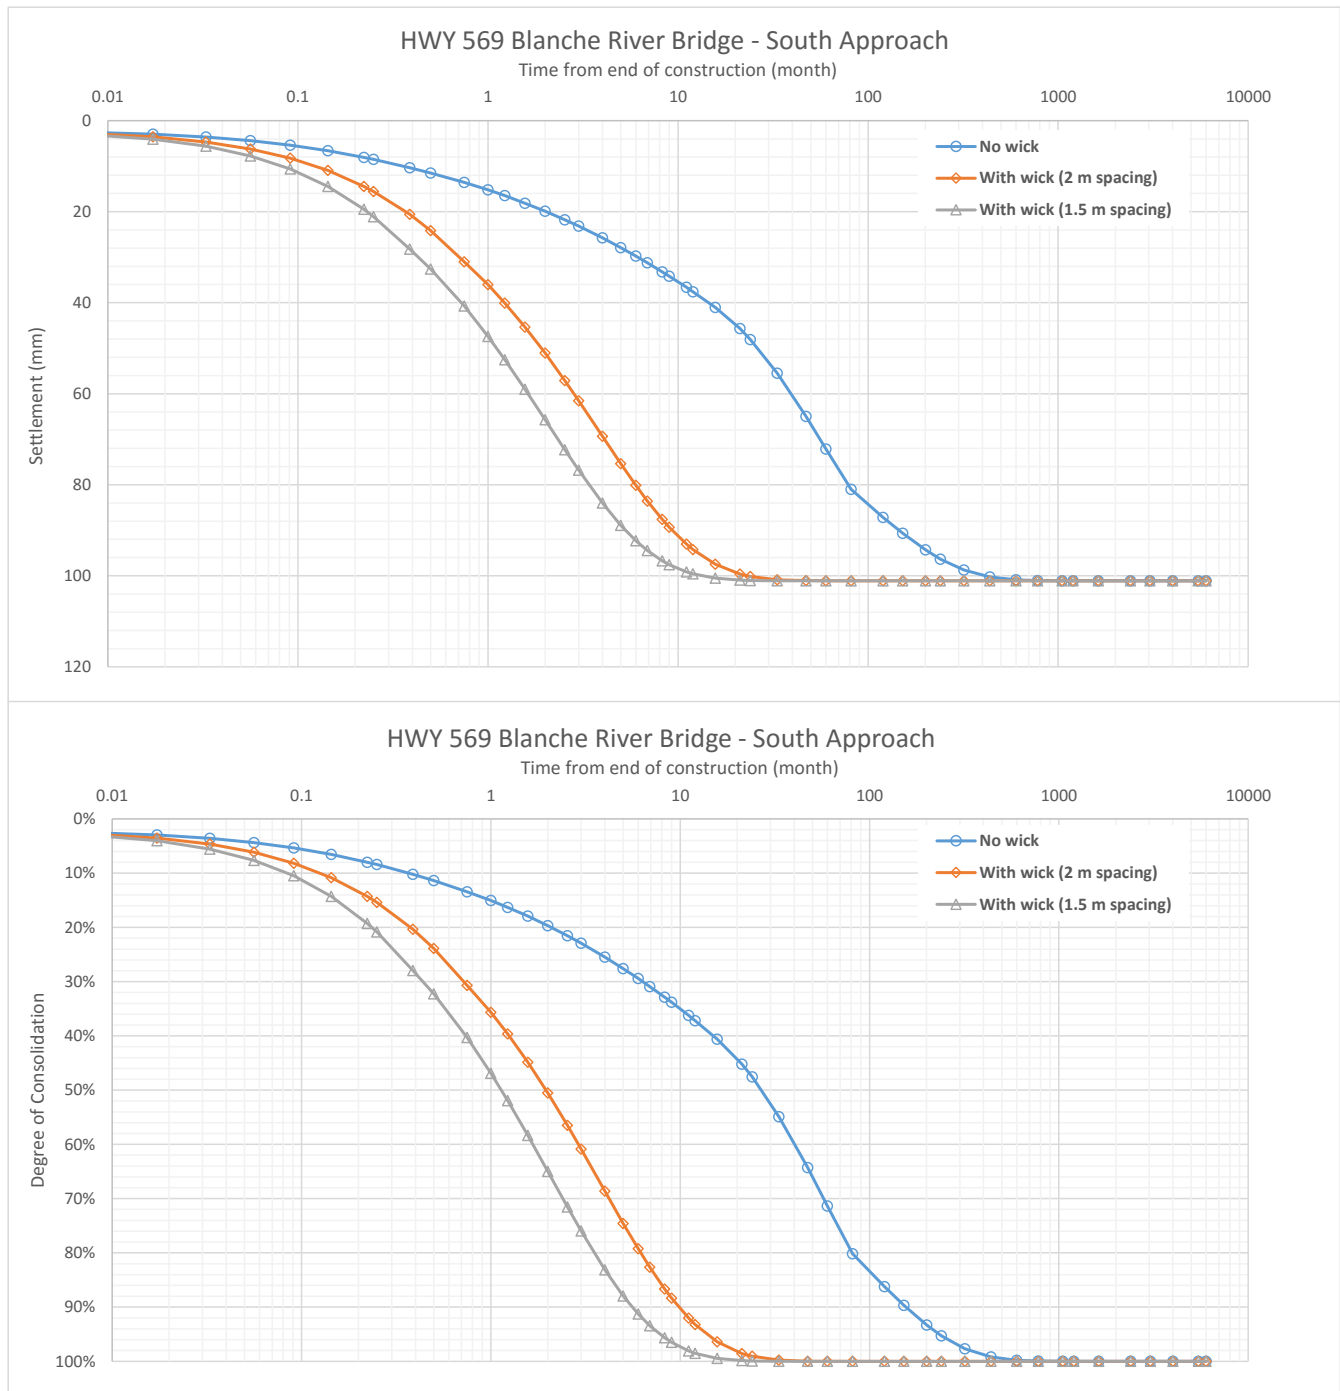 HWY 569 Blanche River Bridge - South Approach
Time from end of construction (month)
0.01 0.1 1 10 100 1000 10000
0
20
40
60
80
100
120
Settlement (mm)
No wick
With wick (2 m spacing)
With wick (1.5 m spacing)
HWY 569 Blanche River Bridge - South Approach
Time from end of construction (month)
0.01 0.1 1 10 100 1000 10000
0%
10%
20%
30%
40%
50%
60%
70%
80%
90%
100%
Degree of Consolidation
No wick
With wick (2 m spacing)
With wick (1.5 m spacing)